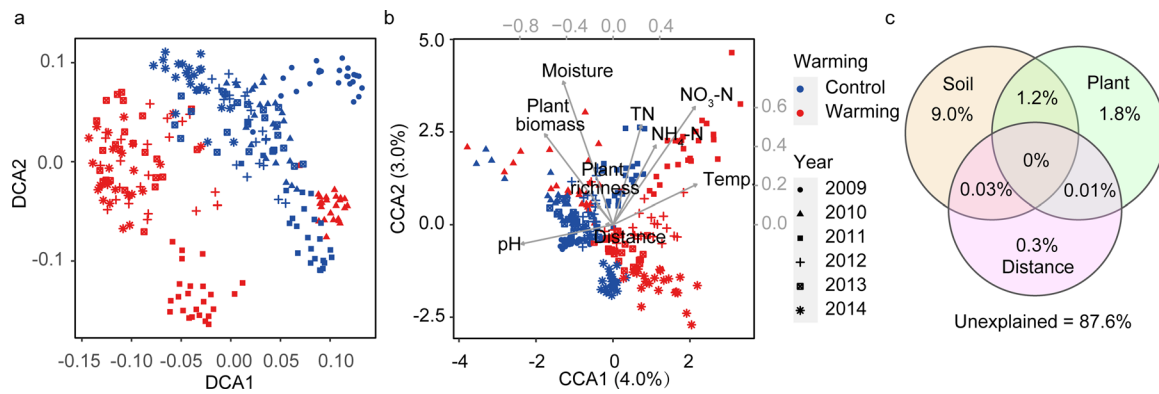 a
0.1
0.0
-0.1
DCA2
-0.15
-0.10
-0.05
0.00
0.05
0.10
DCA1
b
−0.8
−0.4
0.0
0.4
5.0
2.5
0.0
-2.5
CCA2 (3.0%)
0.6
0.4
0.2
0.0
Moisture
Plant
biomass
TN
NO3-N
NH4-N
Plant
richness
Temp.
Distance
pH
-4
-2
0
2
CCA1 (4.0%)
Warming
Control
Warming
Year
2009
2010
2011
2012
2013
2014
c
Soil
9.0%
1.2%
Plant
1.8%
0%
0.03%
0.01%
0.3%
Distance
Unexplained = 87.6%